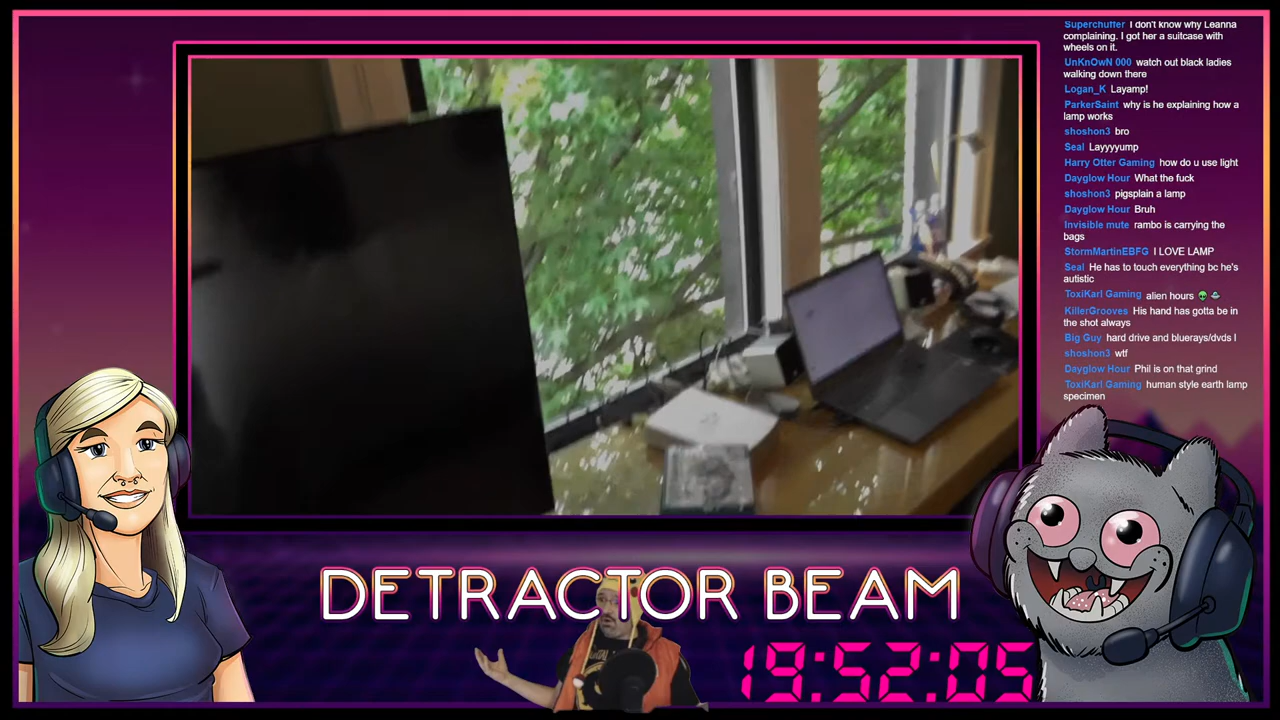 Superchuffer I don't know why Leanna
complaining. I got her a suitcase with
wheels on it.
UnKnOwN 000 watch out black ladies
walking down there
Logan_K Layamp!
ParkerSaint why is he explaining how a
lamp works
shoshon3 bro
Seal Layyyyump
Harry Otter Gaming how do u use light
Dayglow Hour What the fuck
shoshon3 pigsplain a lamp
Dayglow Hour Bruh
Invisible mute rambo is carrying the
bags
StormMartinEBFG I LOVE LAMP
Seal He has to touch everything bc he's
autistic
ToxiKarl Gaming alien hours 👽 🛸
KillerGrooves His hand has gotta be in
the shot always
Big Guy hard drive and bluerays/dvds I
shoshon3 wtf
Dayglow Hour Phil is on that grind
ToxiKarl Gaming human style earth lamp
specimen
DETRACTOR BEAM
19:52:05